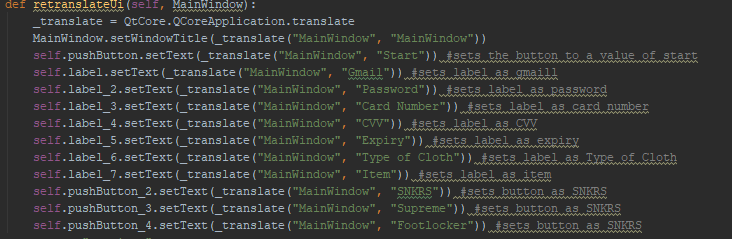 def retranslateUi(self, MainWindow):
_translate = QtCore.QCoreApplication.translate
MainWindow.setWindowTitle(_translate("MainWindow", "MainWindow"))
self.pushButton.setText(_translate("MainWindow", "Start")) #sets the button to a value of start
self.label.setText(_translate("MainWindow", "Gmail")) #sets label as gmaill
self.label_2.setText(_translate("MainWindow", "Password")) #sets label as password
self.label_3.setText(_translate("MainWindow", "Card Number")) #sets label as card number
self.label_4.setText(_translate("MainWindow", "CVV")) #sets label as CVV
self.label_5.setText(_translate("MainWindow", "Expiry")) #sets label as expiry
self.label_6.setText(_translate("MainWindow", "Type of Cloth")) #sets label as Type of Cloth
self.label_7.setText(_translate("MainWindow", "Item")) #sets label as item
self.pushButton_2.setText(_translate("MainWindow", "SNKRS")) #sets button as SNKRS
self.pushButton_3.setText(_translate("MainWindow", "Supreme")) #sets button as SNKRS
self.pushButton_4.setText(_translate("MainWindow", "Footlocker")) #sets button as SNKRS